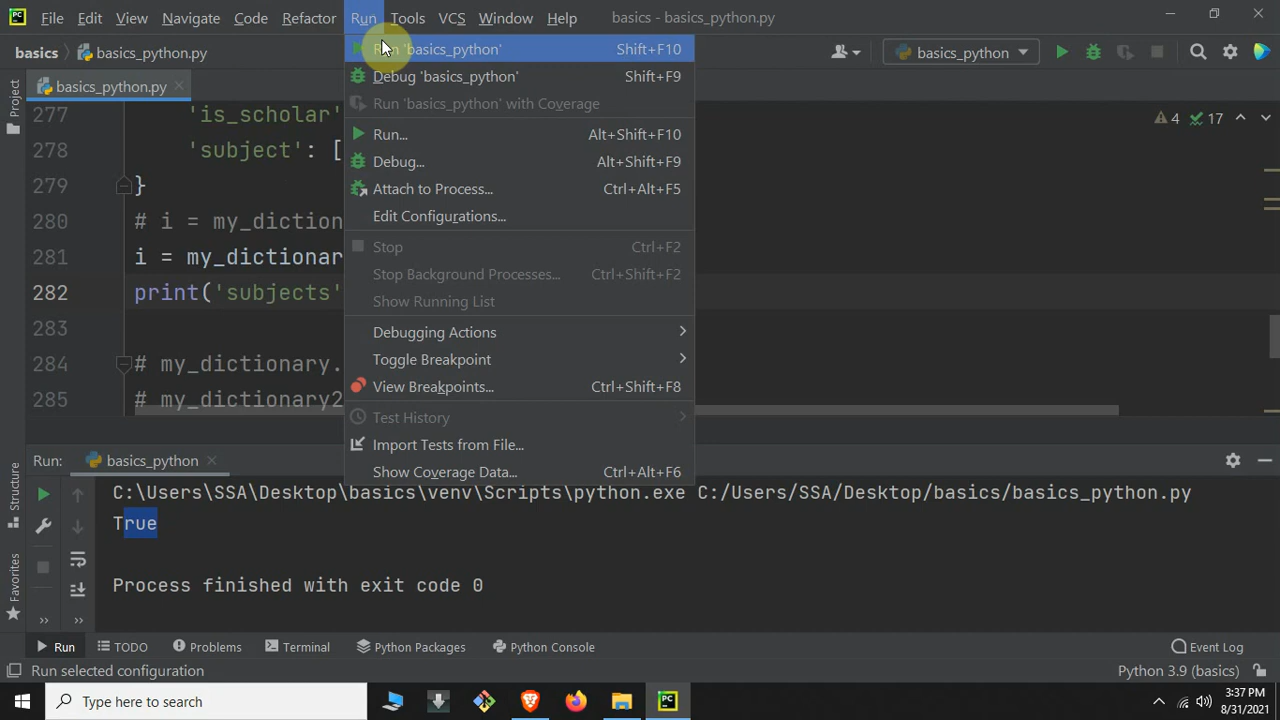 File Edit View Navigate Code Refactor Run Tools VCS Window Help basics - basics_python.py
basics basics_python.py basics_python
basics_python.py
Project
Structure
Favorites
277 'is_scholar'
278 'subject': [
279 }
280 # i = my_diction
281 i = my_dictionar
282 print('subjects'
283
284 # my_dictionary.
285 # my_dictionary2
4 17
Run 'basics_python' Shift+F10
Debug 'basics_python' Shift+F9
Run 'basics_python' with Coverage
Run... Alt+Shift+F10
Debug... Alt+Shift+F9
Attach to Process... Ctrl+Alt+F5
Edit Configurations...
Stop Ctrl+F2
Stop Background Processes... Ctrl+Shift+F2
Show Running List
Debugging Actions
Toggle Breakpoint
View Breakpoints... Ctrl+Shift+F8
Test History
Import Tests from File...
Show Coverage Data... Ctrl+Alt+F6
Run: basics_python
C:\Users\SSA\Desktop\basics\venv\Scripts\python.exe C:/Users/SSA/Desktop/basics/basics_python.py
True
Process finished with exit code 0
Run TODO Problems Terminal Python Packages Python Console Event Log
Run selected configuration Python 3.9 (basics)
Type here to search
3:37 PM
8/31/2021